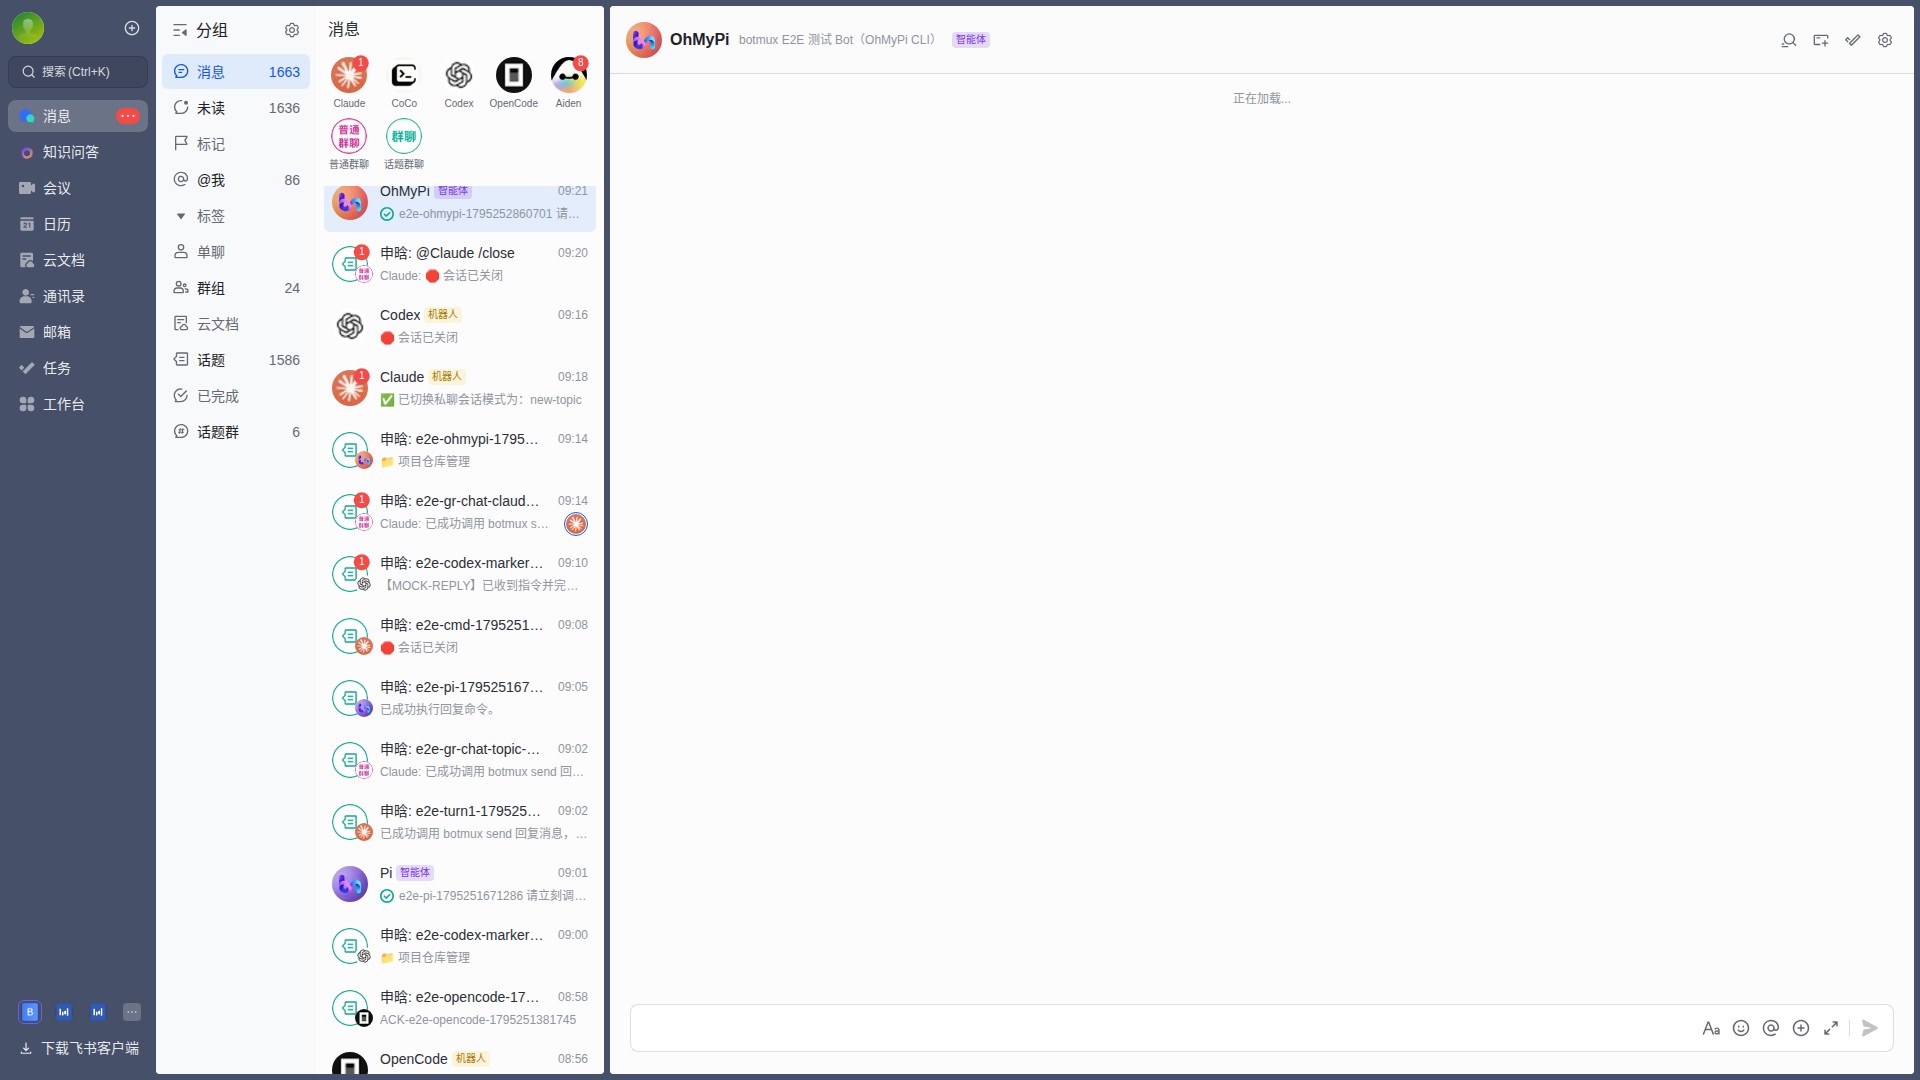 搜索 (Ctrl+K)
消息
知识问答
会议
日历
云文档
通讯录
邮箱
任务
工作台
下载飞书客户端
分组
消息 1663
未读 1636
标记
@我 86
标签
单聊
群组 24
云文档
话题 1586
已完成
话题群 6
消息
1
Claude
CoCo
Codex
OpenCode
8
Aiden
普通群聊
普通群聊
群聊
话题群聊
OhMyPi 智能体 09:21
e2e-ohmypi-1795252860701 请...
1
申晗: @Claude /close 09:20
Claude: 会话已关闭
Codex 机器人 09:16
会话已关闭
1
Claude 机器人 09:18
已切换私聊会话模式为：new-topic
申晗: e2e-ohmypi-1795... 09:14
项目仓库管理
1
申晗: e2e-gr-chat-claud... 09:14
Claude: 已成功调用 botmux s...
1
申晗: e2e-codex-marker... 09:10
【MOCK-REPLY】已收到指令并完...
申晗: e2e-cmd-1795251... 09:08
会话已关闭
申晗: e2e-pi-179525167... 09:05
已成功执行回复命令。
申晗: e2e-gr-chat-topic-... 09:02
Claude: 已成功调用 botmux send 回...
申晗: e2e-turn1-179525... 09:02
已成功调用 botmux send 回复消息，...
Pi 智能体 09:01
e2e-pi-1795251671286 请立刻调...
申晗: e2e-codex-marker... 09:00
项目仓库管理
申晗: e2e-opencode-17... 08:58
ACK-e2e-opencode-1795251381745
OpenCode 机器人 08:56
OhMyPi botmux E2E 测试 Bot（OhMyPi CLI） 智能体
正在加载...